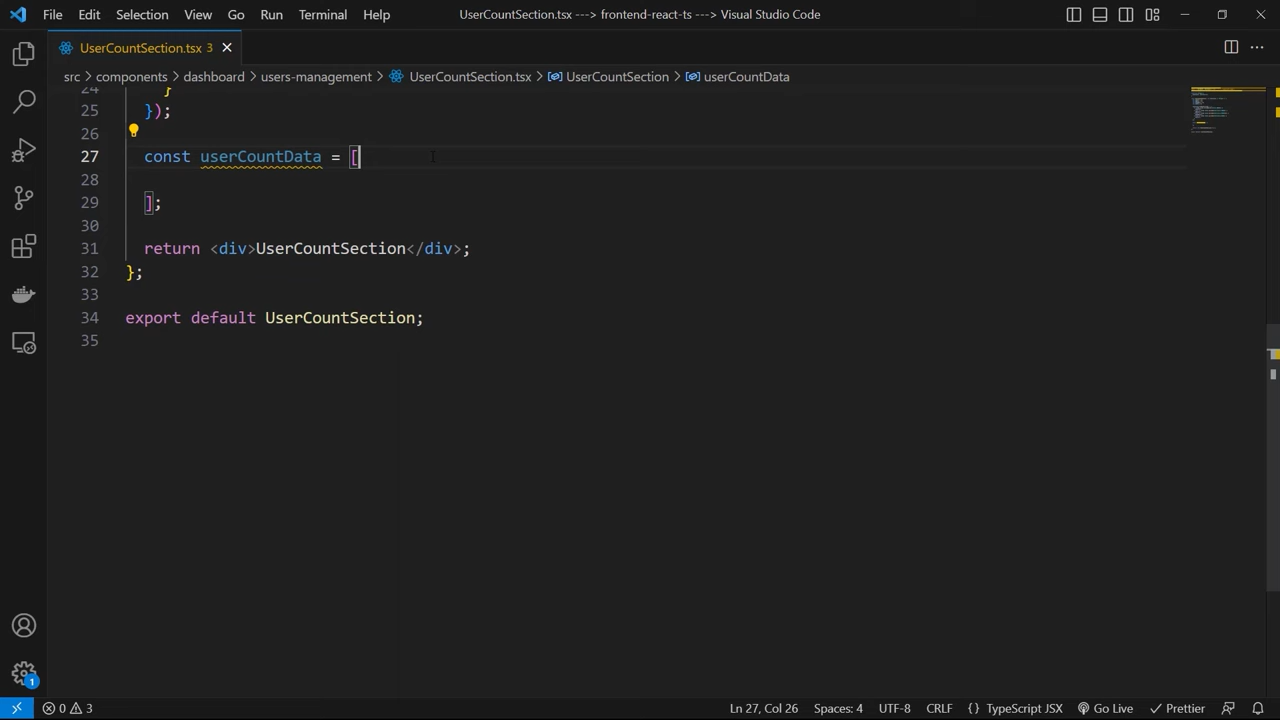 File Edit Selection View Go Run Terminal Help UserCountSection.tsx ---> frontend-react-ts ---> Visual Studio Code
UserCountSection.tsx 3
src > components > dashboard > users-management > UserCountSection.tsx > UserCountSection > userCountData
24 }
25 });
26
27 const userCountData = [
28
29 ];
30
31 return <div>UserCountSection</div>;
32 };
33
34 export default UserCountSection;
35
1
0 3 Ln 27, Col 26 Spaces: 4 UTF-8 CRLF {} TypeScript JSX Go Live Prettier